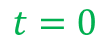 t = 0